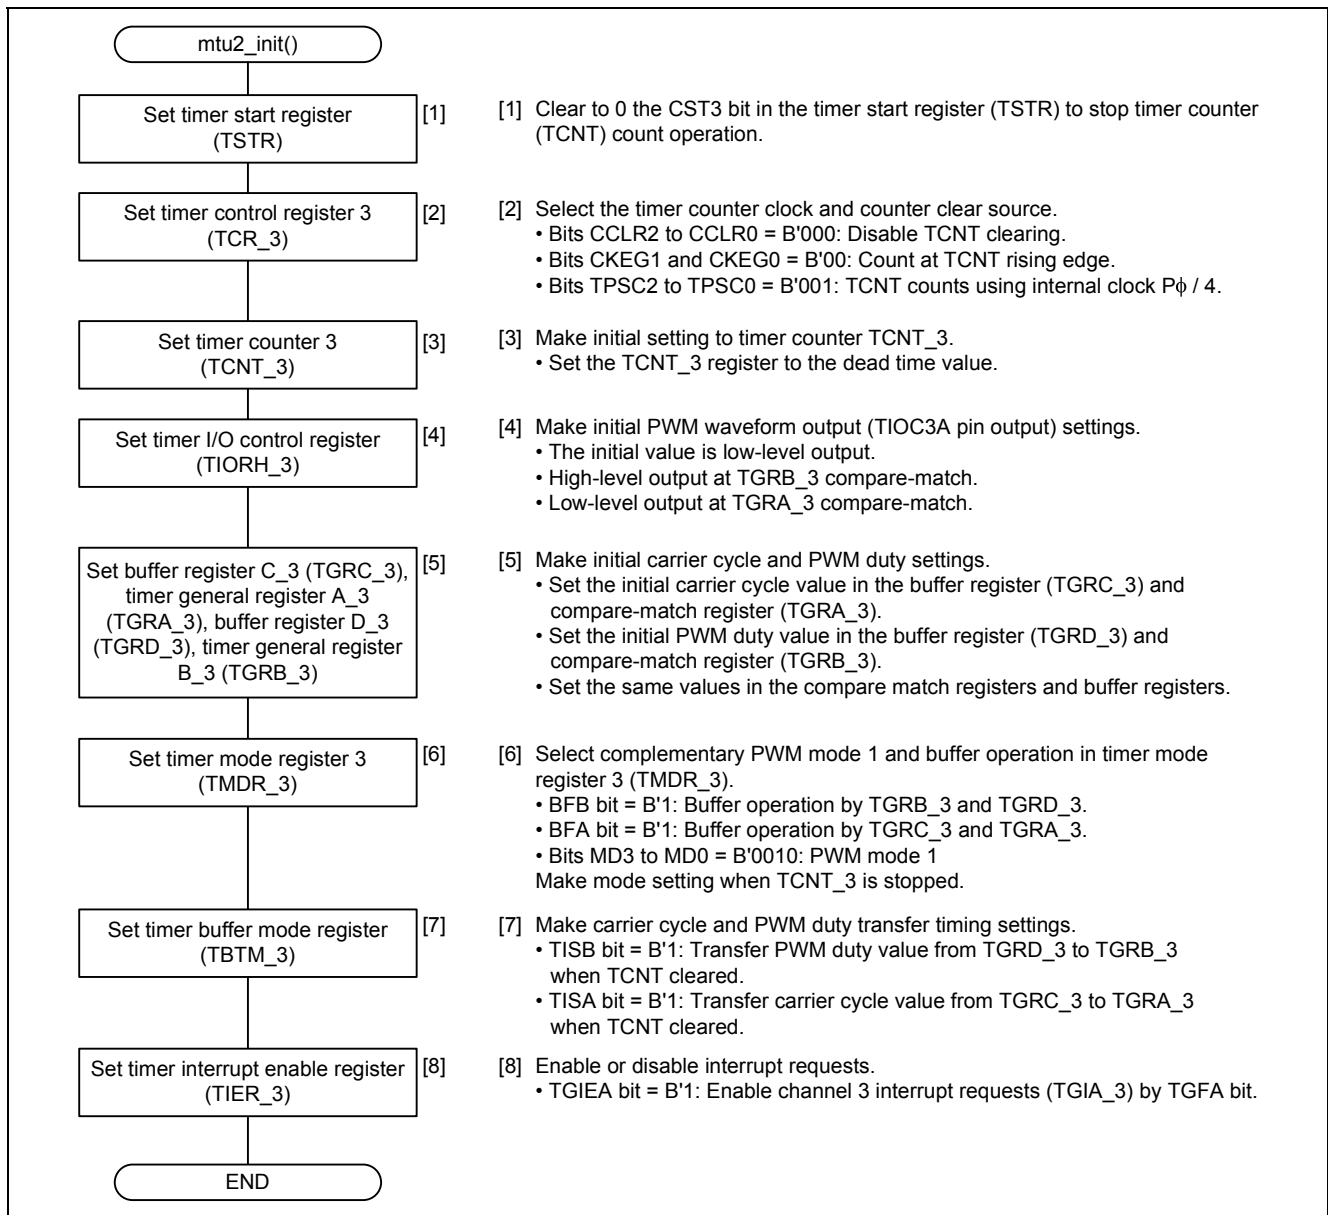 mtu2_init()
Set timer start register
(TSTR)
[1]
[1] Clear to 0 the CST3 bit in the timer start register (TSTR) to stop timer counter
(TCNT) count operation.
Set timer control register 3
(TCR_3)
[2]
[2] Select the timer counter clock and counter clear source.
• Bits CCLR2 to CCLR0 = B'000: Disable TCNT clearing.
• Bits CKEG1 and CKEG0 = B'00: Count at TCNT rising edge.
• Bits TPSC2 to TPSC0 = B'001: TCNT counts using internal clock Pϕ / 4.
Set timer counter 3
(TCNT_3)
[3]
[3] Make initial setting to timer counter TCNT_3.
• Set the TCNT_3 register to the dead time value.
Set timer I/O control register
(TIORH_3)
[4]
[4] Make initial PWM waveform output (TIOC3A pin output) settings.
• The initial value is low-level output.
• High-level output at TGRB_3 compare-match.
• Low-level output at TGRA_3 compare-match.
Set buffer register C_3 (TGRC_3),
timer general register A_3
(TGRA_3), buffer register D_3
(TGRD_3), timer general register
B_3 (TGRB_3)
[5]
[5] Make initial carrier cycle and PWM duty settings.
• Set the initial carrier cycle value in the buffer register (TGRC_3) and
compare-match register (TGRA_3).
• Set the initial PWM duty value in the buffer register (TGRD_3) and
compare-match register (TGRB_3).
• Set the same values in the compare match registers and buffer registers.
Set timer mode register 3
(TMDR_3)
[6]
[6] Select complementary PWM mode 1 and buffer operation in timer mode
register 3 (TMDR_3).
• BFB bit = B'1: Buffer operation by TGRB_3 and TGRD_3.
• BFA bit = B'1: Buffer operation by TGRC_3 and TGRA_3.
• Bits MD3 to MD0 = B'0010: PWM mode 1
Make mode setting when TCNT_3 is stopped.
Set timer buffer mode register
(TBTM_3)
[7]
[7] Make carrier cycle and PWM duty transfer timing settings.
• TISB bit = B'1: Transfer PWM duty value from TGRD_3 to TGRB_3
when TCNT cleared.
• TISA bit = B'1: Transfer carrier cycle value from TGRC_3 to TGRA_3
when TCNT cleared.
Set timer interrupt enable register
(TIER_3)
[8]
[8] Enable or disable interrupt requests.
• TGIEA bit = B'1: Enable channel 3 interrupt requests (TGIA_3) by TGFA bit.
END